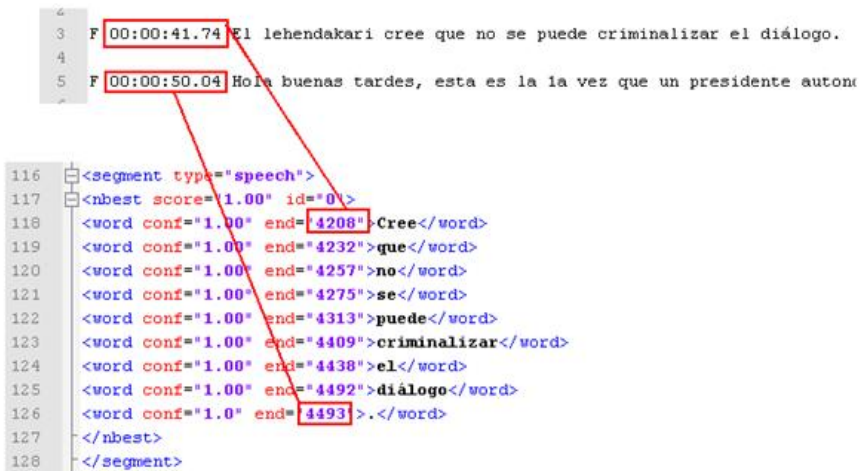 3 F 00:00:41.74 El lehendakari cree que no se puede criminalizar el diálogo.
4
5 F 00:00:50.04 Hola buenas tardes, esta es la 1a vez que un presidente
116 <segment type="speech">
117 <nbest score="1.00" id="0">
118 <word conf="1.00" end="4208">Cree</word>
119 <word conf="1.00" end="4232">que</word>
120 <word conf="1.00" end="4257">no</word>
121 <word conf="1.00" end="4275">se</word>
122 <word conf="1.00" end="4313">puede</word>
123 <word conf="1.00" end="4409">criminalizar</word>
124 <word conf="1.00" end="4438">el</word>
125 <word conf="1.00" end="4492">diálogo</word>
126 <word conf="1.0" end="4493">.</word>
127 </nbest>
128 </segment>